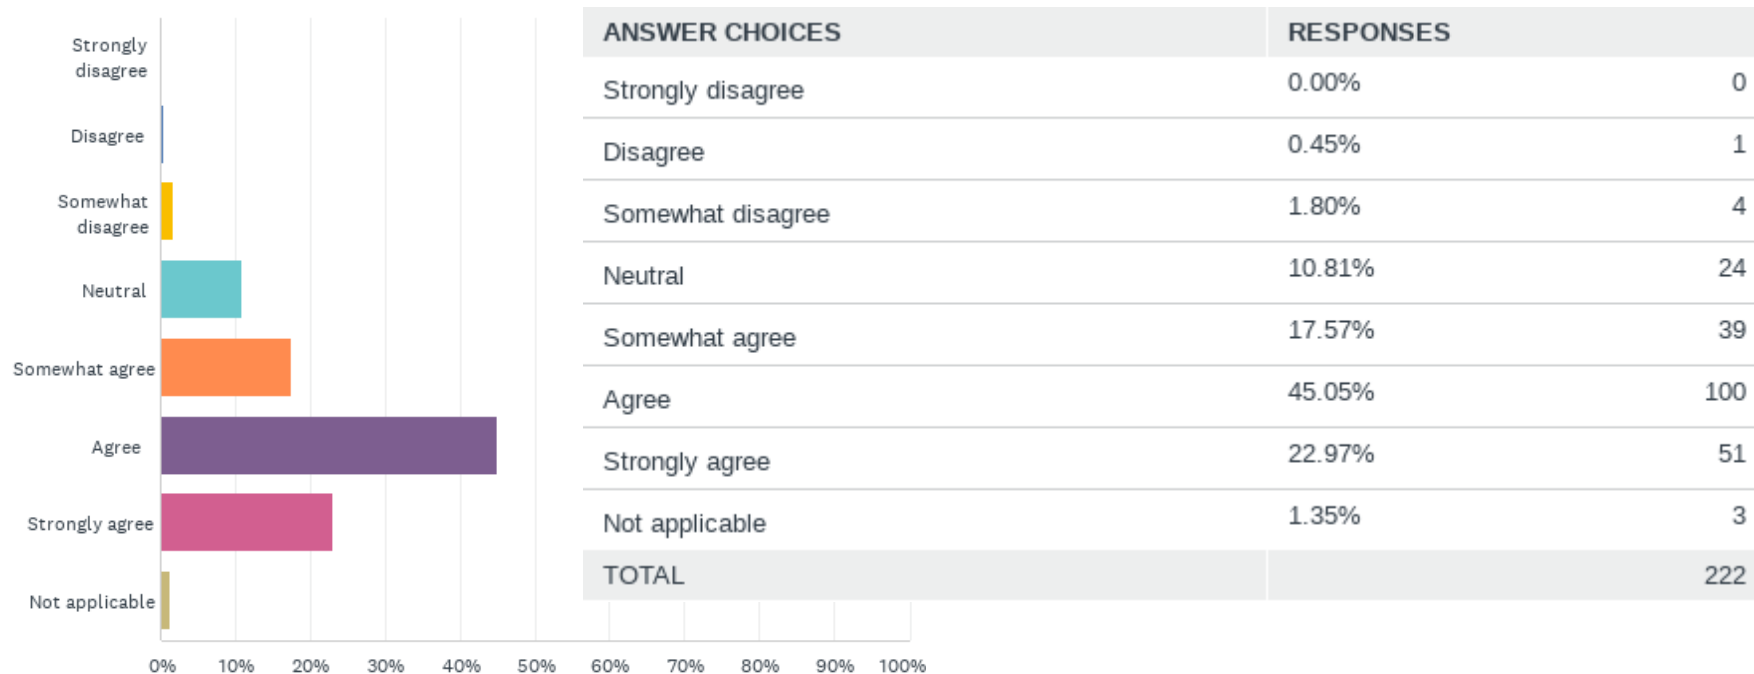 Strongly
disagree
Disagree
Somewhat
disagree
Neutral
Somewhat agree
Agree
Strongly agree
Not applicable
0% 10% 20% 30% 40% 50% 60% 70% 80% 90% 100%
ANSWER CHOICES RESPONSES
Strongly disagree 0.00% 0
Disagree 0.45% 1
Somewhat disagree 1.80% 4
Neutral 10.81% 24
Somewhat agree 17.57% 39
Agree 45.05% 100
Strongly agree 22.97% 51
Not applicable 1.35% 3
TOTAL 222